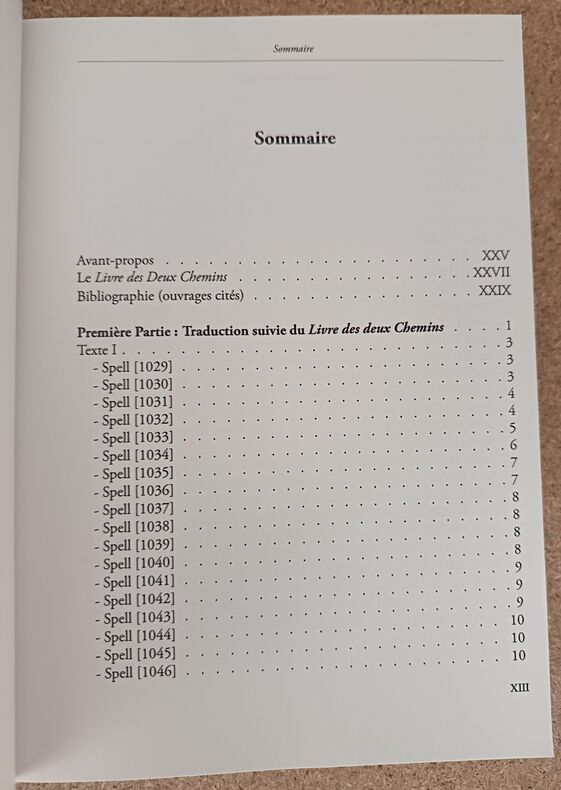 Sommaire
Sommaire
Avant-propos . . . . . . . . . . . . . . . . . . . . XXV
Le Livre des Deux Chemins . . . . . . . . . . . . . . . XXVII
Bibliographie (ouvrages cités) . . . . . . . . . . . . . . XXIX
Première Partie : Traduction suivie du Livre des deux Chemins . . . . 1
Texte I . . . . . . . . . . . . . . . . . . . . . . . 3
- Spell [1029] . . . . . . . . . . . . . . . . . . . . 3
- Spell [1030] . . . . . . . . . . . . . . . . . . . . 3
- Spell [1031] . . . . . . . . . . . . . . . . . . . . 4
- Spell [1032] . . . . . . . . . . . . . . . . . . . . 4
- Spell [1033] . . . . . . . . . . . . . . . . . . . . 5
- Spell [1034] . . . . . . . . . . . . . . . . . . . . 6
- Spell [1035] . . . . . . . . . . . . . . . . . . . . 7
- Spell [1036] . . . . . . . . . . . . . . . . . . . . 7
- Spell [1037] . . . . . . . . . . . . . . . . . . . . 8
- Spell [1038] . . . . . . . . . . . . . . . . . . . . 8
- Spell [1039] . . . . . . . . . . . . . . . . . . . . 8
- Spell [1040] . . . . . . . . . . . . . . . . . . . . 8
- Spell [1041] . . . . . . . . . . . . . . . . . . . . 9
- Spell [1042] . . . . . . . . . . . . . . . . . . . . 9
- Spell [1043] . . . . . . . . . . . . . . . . . . . . 9
- Spell [1044] . . . . . . . . . . . . . . . . . . . . 10
- Spell [1045] . . . . . . . . . . . . . . . . . . . . 10
- Spell [1046] . . . . . . . . . . . . . . . . . . . . 10
XIII